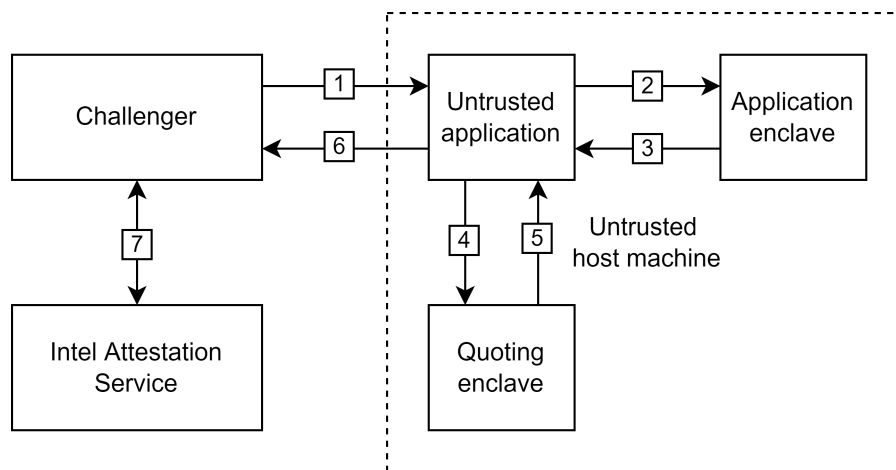 Challenger
1
Untrusted
application
2
Application
enclave
6
3
7
4
5
Untrusted
host machine
Intel Attestation
Service
Quoting
enclave